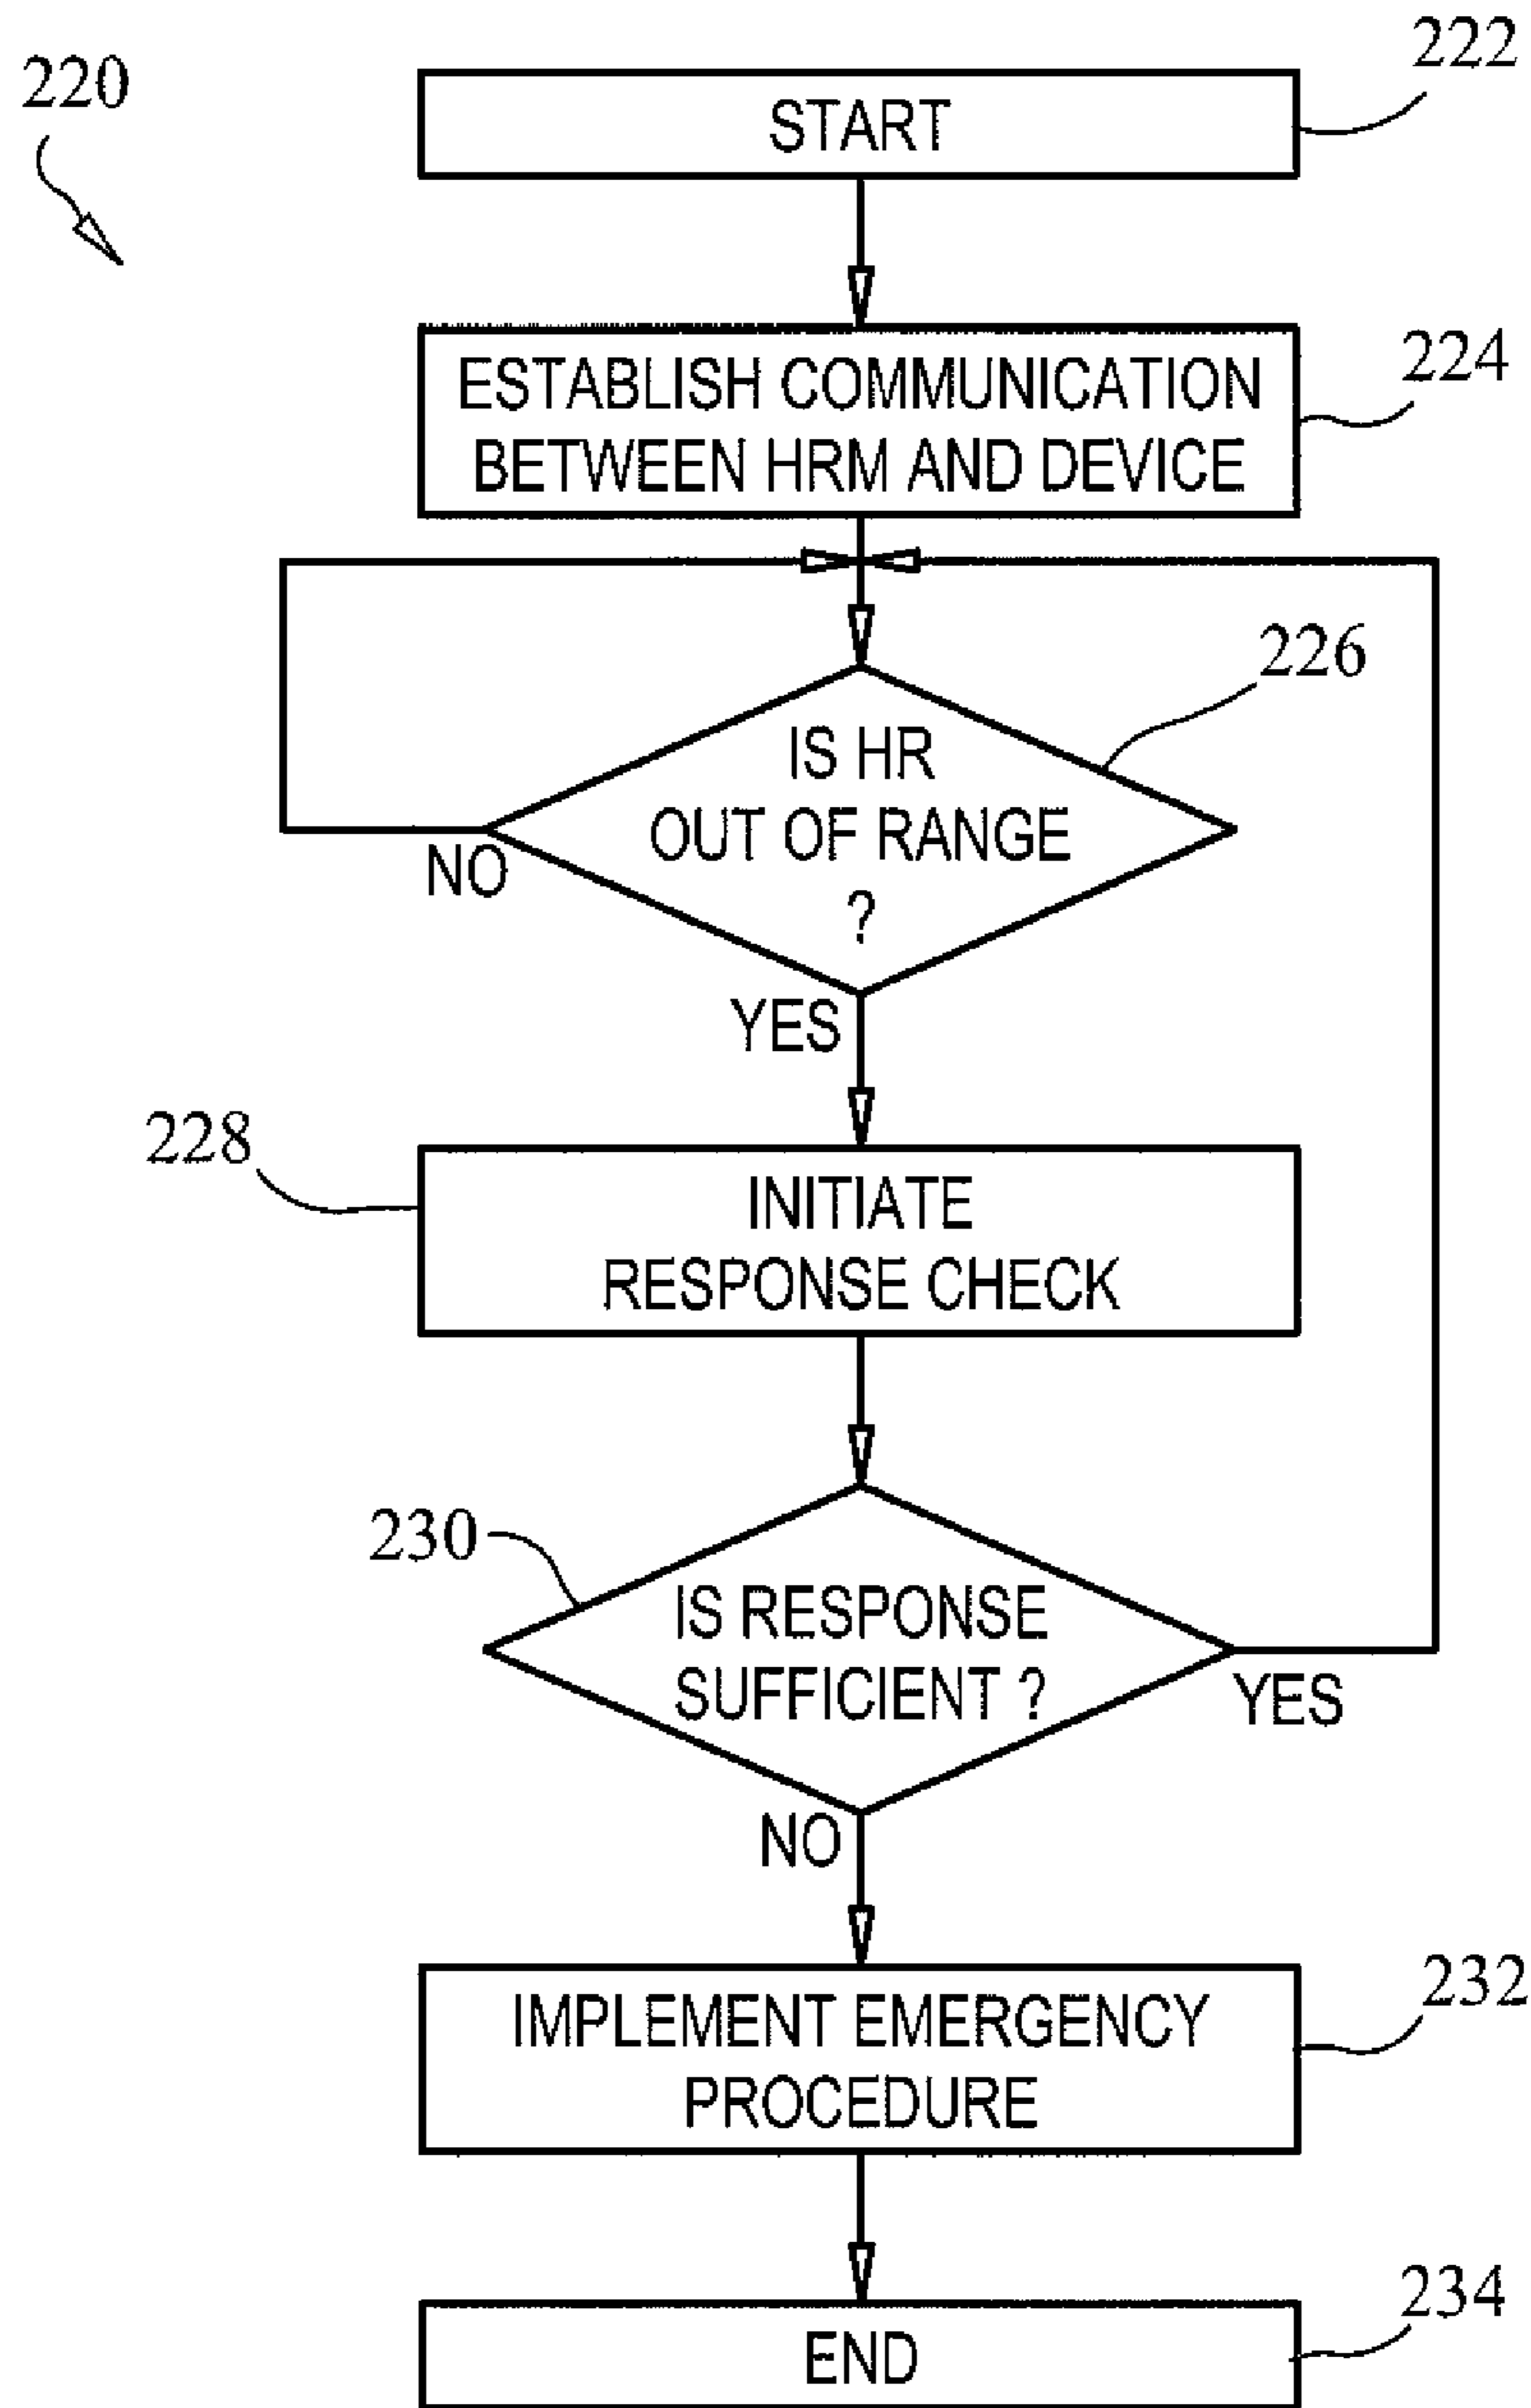 222
220
START
224
ESTABLISH COMMUNICATION
BETWEEN HRM AND DEVICE
226
IS HR
OUT OF RANGE
?
NO
YES
228
INITIATE
RESPONSE CHECK
230
IS RESPONSE
SUFFICIENT ?
YES
NO
232
IMPLEMENT EMERGENCY
PROCEDURE
234
END